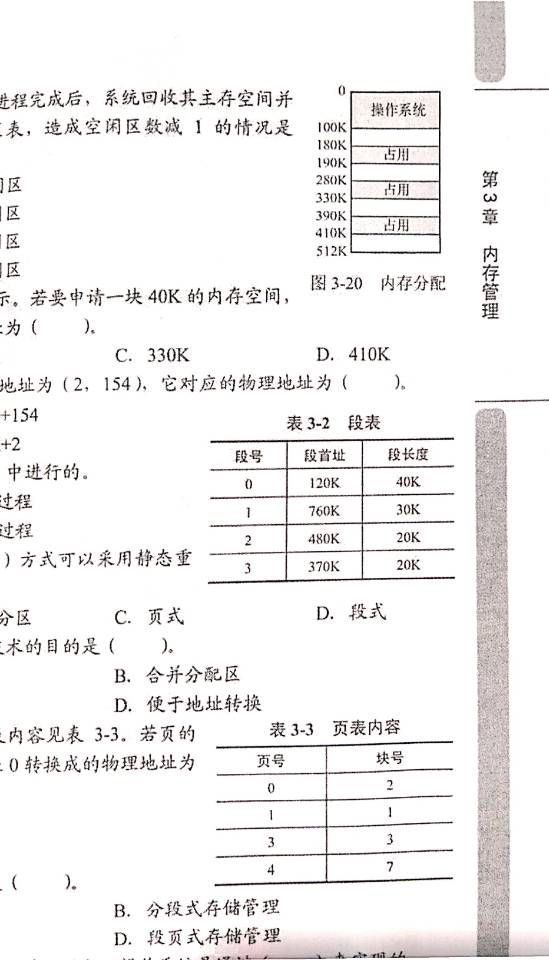 进程完成后，系统回收其主存空间并
表，造成空闲区数减 1 的情况是
区
区
区
区
0
操作系统
100K
180K
占用
190K
280K
占用
330K
390K
占用
410K
512K
图 3-20 内存分配
示。若要申请一块 40K 的内存空间，
为（ ）。
C. 330K D. 410K
地址为（2，154），它对应的物理地址为（ ）。
+154
+2
中进行的。
过程
过程
）方式可以采用静态重
表 3-2 段表
段号 段首址 段长度
0 120K 40K
1 760K 30K
2 480K 20K
3 370K 20K
分区 C. 页式 D. 段式
术的目的是（ ）。
B. 合并分配区
D. 便于地址转换
内容见表 3-3。若页的
0 转换成的物理地址为
表 3-3 页表内容
页号 块号
0 2
1 1
3 3
4 7
（ ）。
B. 分段式存储管理
D. 段页式存储管理
第 3 章 内存管理